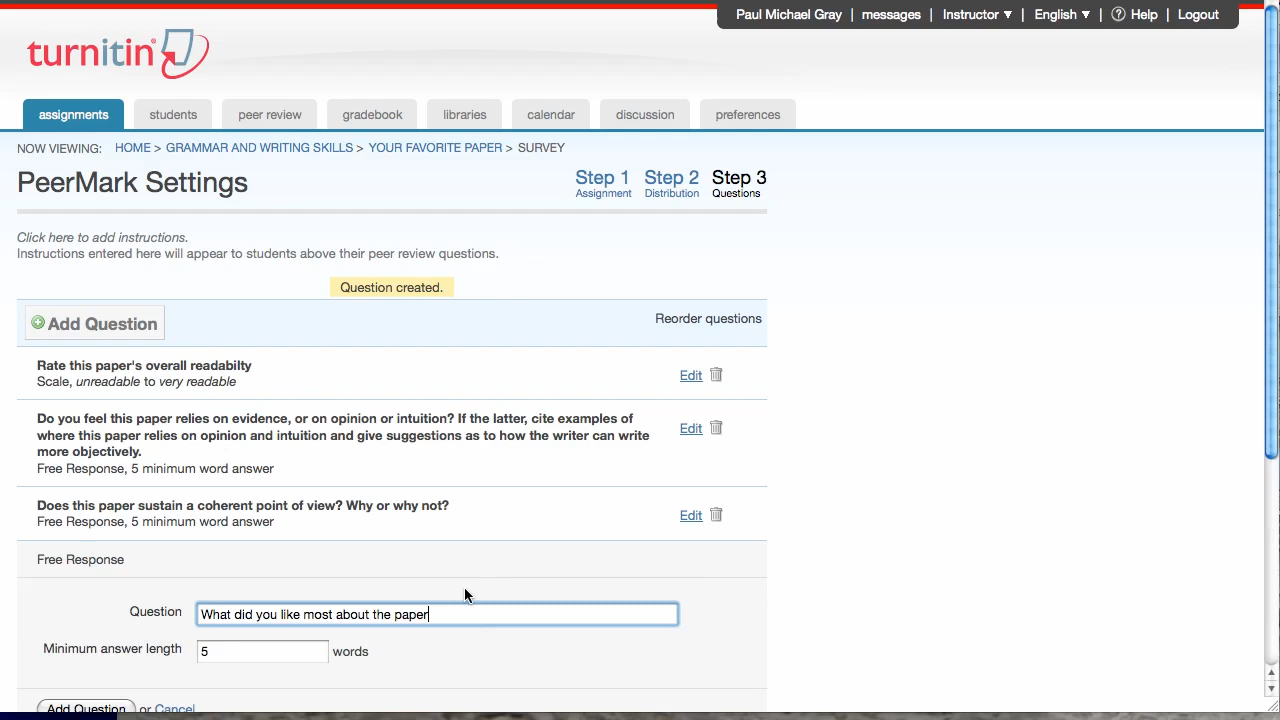 Paul Michael Gray | messages | Instructor ▼ | English ▼ | ? Help | Logout
turnitin
assignments students peer review gradebook libraries calendar discussion preferences
NOW VIEWING: HOME > GRAMMAR AND WRITING SKILLS > YOUR FAVORITE PAPER > SURVEY
PeerMark Settings
Step 1 Step 2 Step 3
Assignment Distribution Questions
Click here to add instructions.
Instructions entered here will appear to students above their peer review questions.
Question created.
Add Question
Reorder questions
Rate this paper's overall readabilty
Scale, unreadable to very readable
Edit
Do you feel this paper relies on evidence, or on opinion or intuition? If the latter, cite examples of
where this paper relies on opinion and intuition and give suggestions as to how the writer can write
more objectively.
Free Response, 5 minimum word answer
Edit
Does this paper sustain a coherent point of view? Why or why not?
Free Response, 5 minimum word answer
Edit
Free Response
Question What did you like most about the paper
Minimum answer length 5 words
Add Question or Cancel